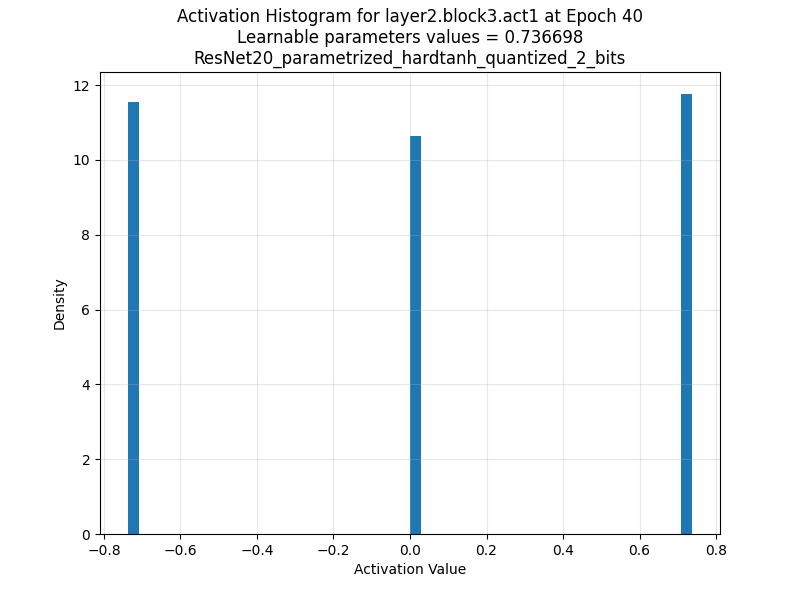 Activation Histogram for layer2.block3.act1 at Epoch 40
Learnable parameters values = 0.736698
ResNet20_parametrized_hardtanh_quantized_2_bits
12
10
8
6
4
2
0
Density
−0.8 −0.6 −0.4 −0.2 0.0 0.2 0.4 0.6 0.8
Activation Value